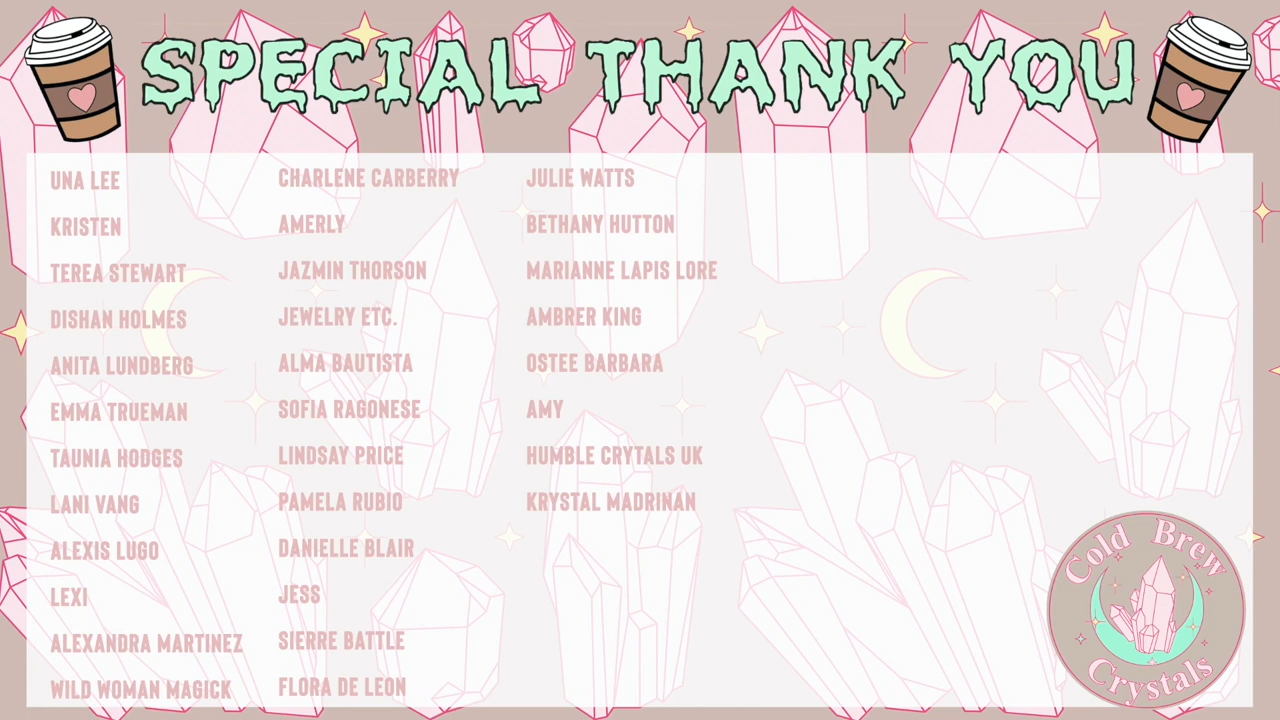 SPECIAL THANK YOU
UNA LEE
KRISTEN
TEREA STEWART
DISHAN HOLMES
ANITA LUNDBERG
EMMA TRUEMAN
TAUNIA HODGES
LANI VANG
ALEXIS LUGO
LEXI
ALEXANDRA MARTINEZ
WILD WOMAN MAGICK
CHARLENE CARBERRY
AMERLY
JAZMIN THORSON
JEWELRY ETC.
ALMA BAUTISTA
SOFIA RAGONESE
LINDSAY PRICE
PAMELA RUBIO
DANIELLE BLAIR
JESS
SIERRE BATTLE
FLORA DE LEON
JULIE WATTS
BETHANY HUTTON
MARIANNE LAPIS LORE
AMBRER KING
OSTEE BARBARA
AMY
HUMBLE CRYTALS UK
KRYSTAL MADRINAN
Cold Brew
Crystals